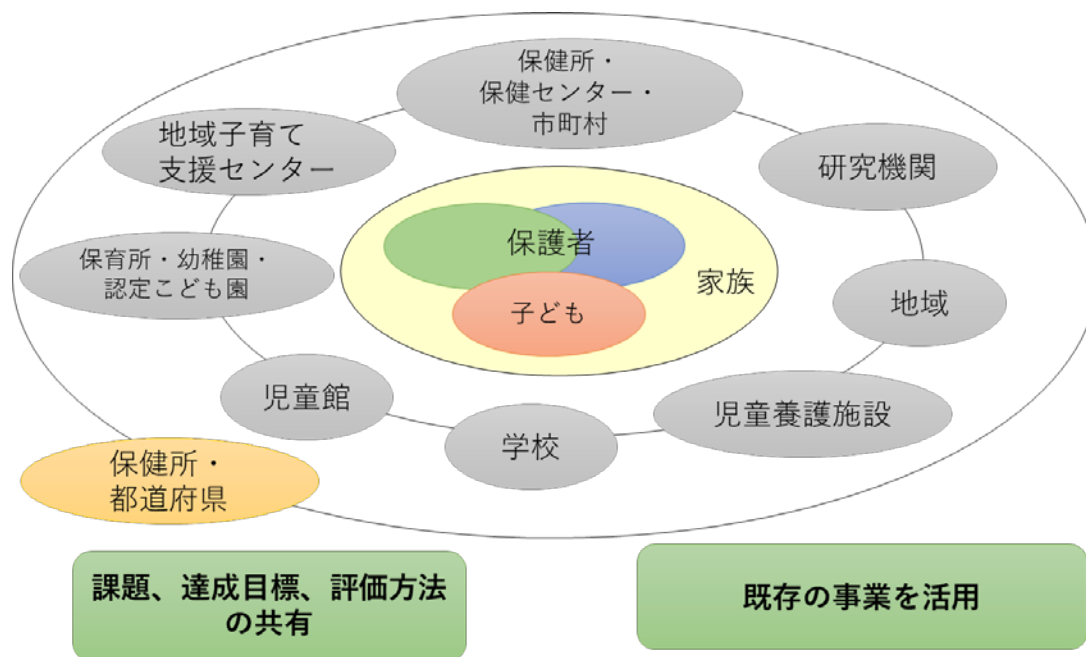 保健所・
保健センター・
市町村
地域子育て
支援センター
研究機関
保育所・幼稚園・
認定こども園
保護者
家族
子ども
地域
児童館
児童養護施設
学校
保健所・
都道府県
課題、達成目標、評価方法
の共有
既存の事業を活用